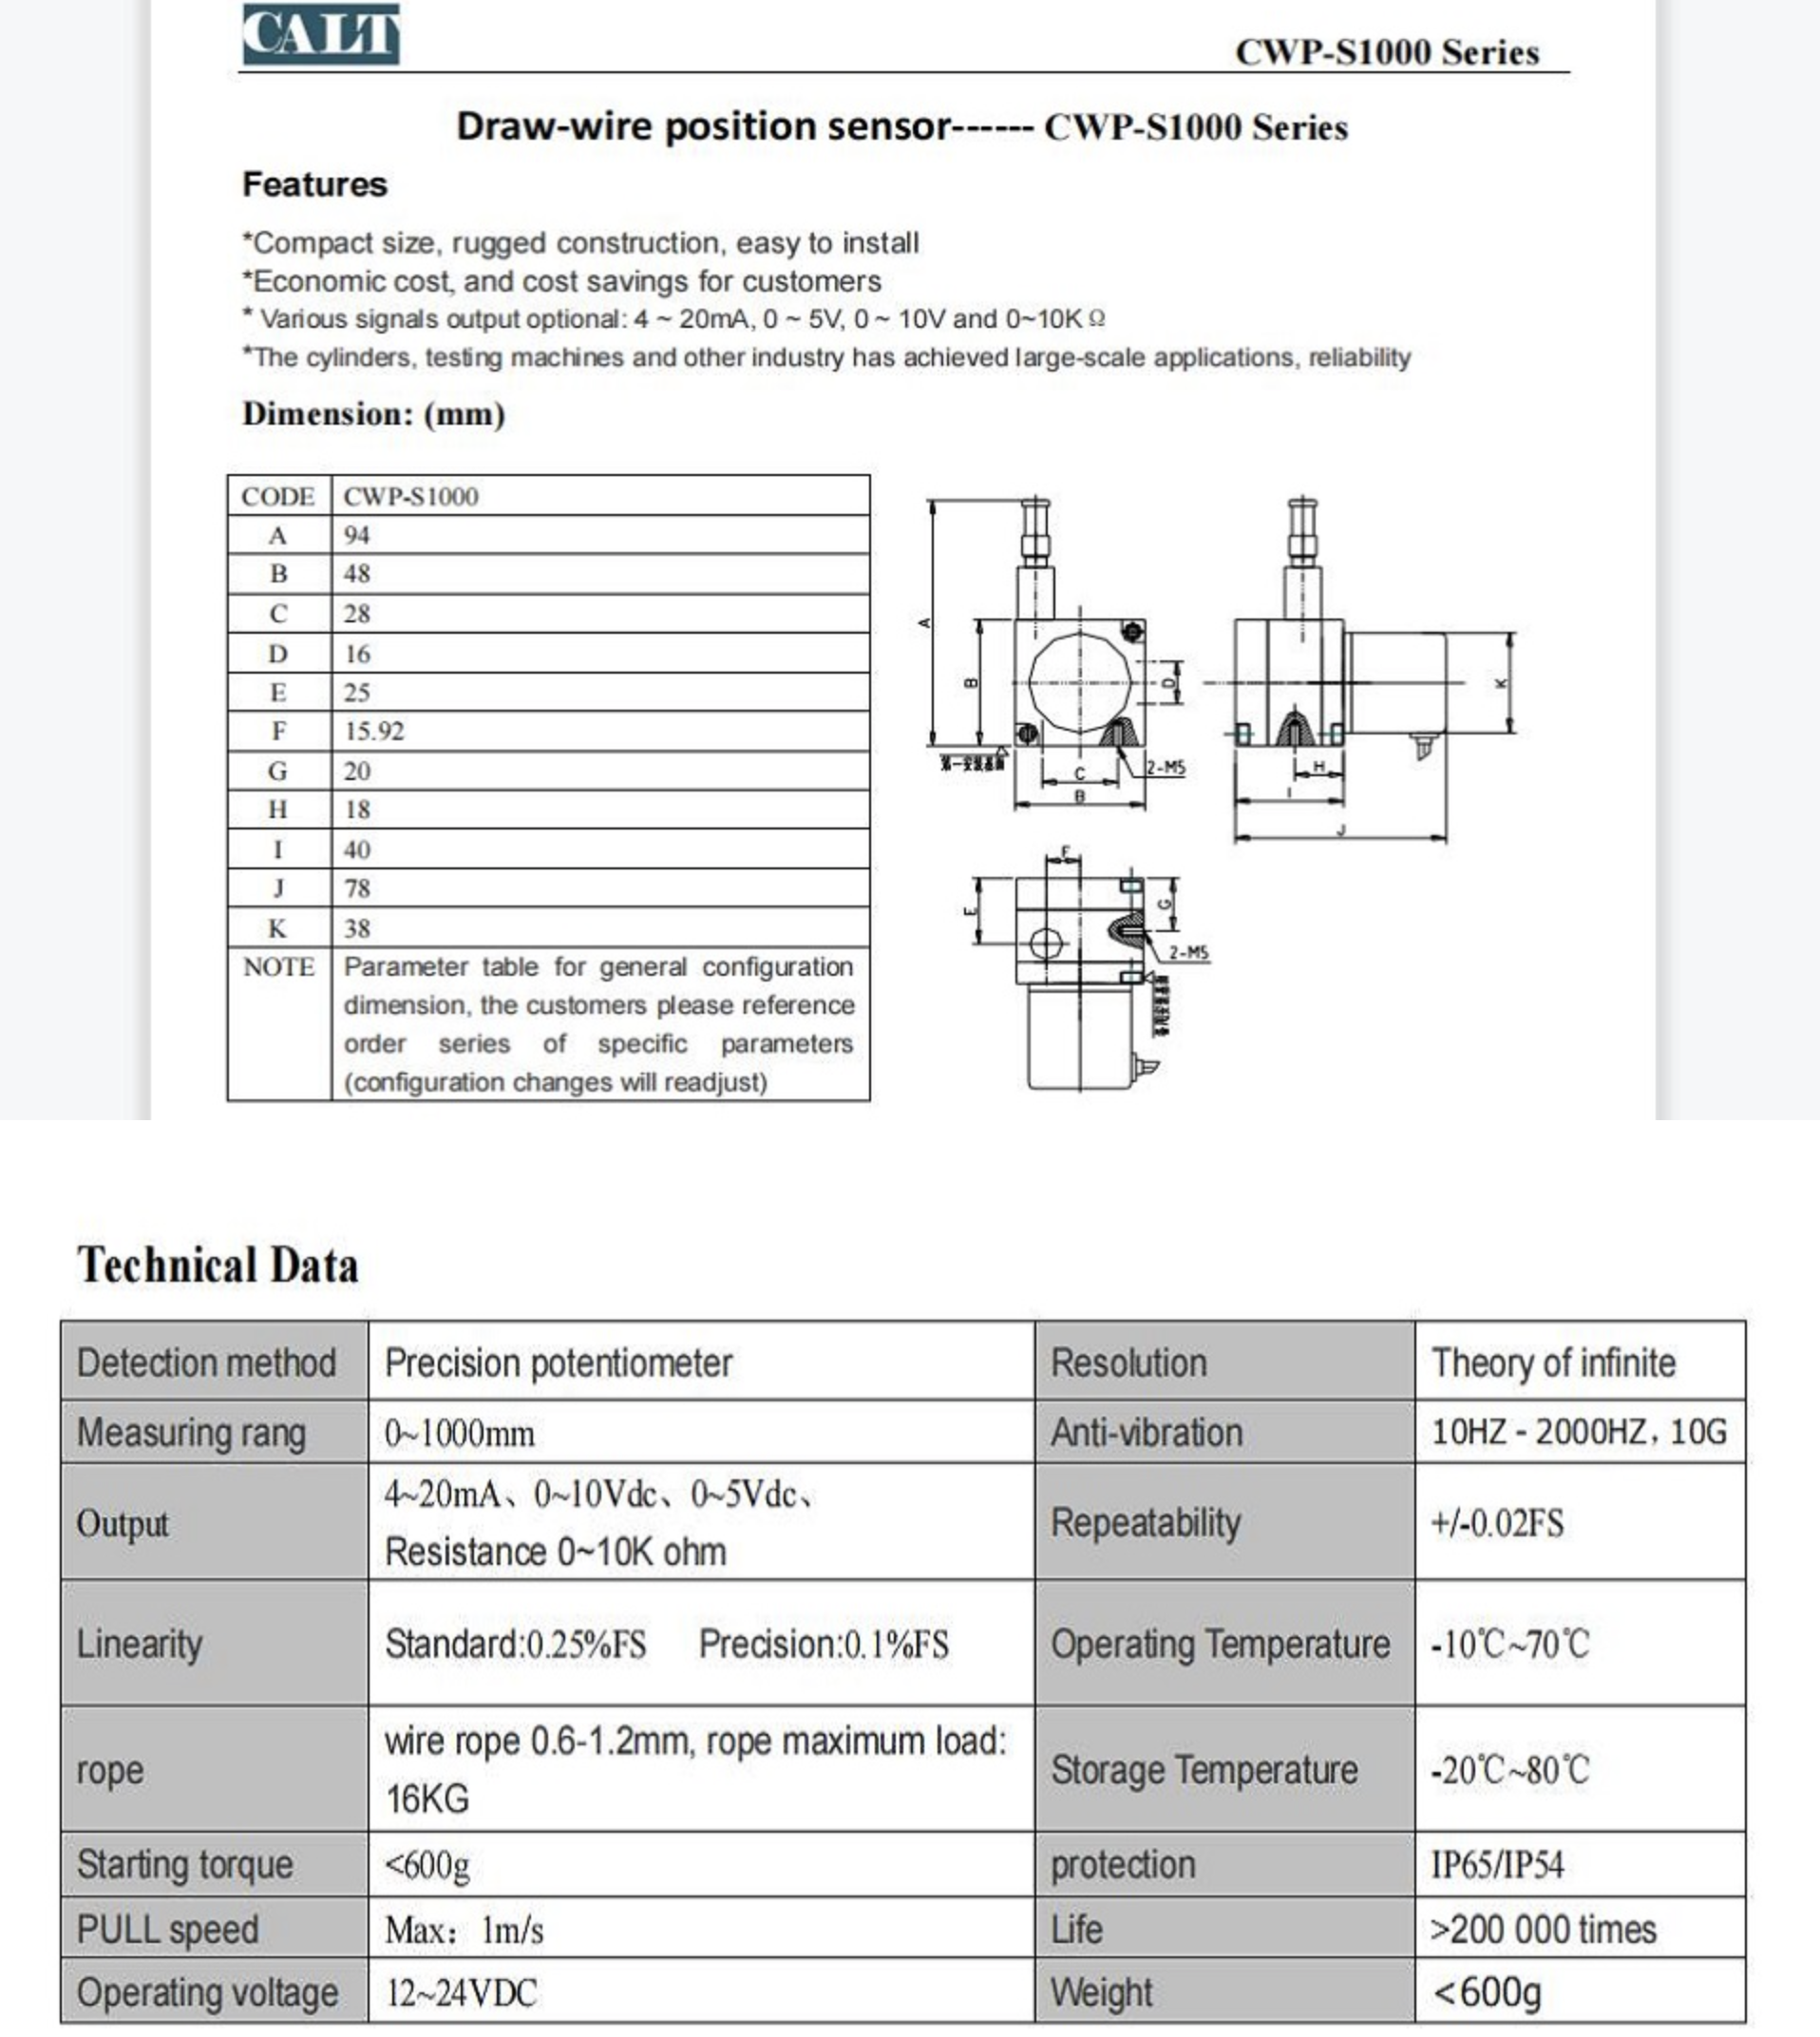 CALT
CWP-S1000 Series
Draw-wire position sensor------ CWP-S1000 Series
Features
*Compact size, rugged construction, easy to install
*Economic cost, and cost savings for customers
* Various signals output optional: 4 ~ 20mA, 0 ~ 5V, 0 ~ 10V and 0~10K Ω
*The cylinders, testing machines and other industry has achieved large-scale applications, reliability
Dimension: (mm)
CODE CWP-S1000
A 94
B 48
C 28
D 16
E 25
F 15.92
G 20
H 18
I 40
J 78
K 38
NOTE Parameter table for general configuration
dimension, the customers please reference
order series of specific parameters
(configuration changes will readjust)
A
B
D
C
B
2-M5
第一安装基面
K
H
I
J
F
E
G
2-M5
Technical Data
Detection method Precision potentiometer Resolution Theory of infinite
Measuring rang 0~1000mm Anti-vibration 10HZ - 2000HZ，10G
Output 4~20mA、0~10Vdc、0~5Vdc、
Resistance 0~10K ohm Repeatability +/-0.02FS
Linearity Standard:0.25%FS Precision:0.1%FS Operating Temperature -10℃~70℃
rope wire rope 0.6-1.2mm, rope maximum load:
16KG Storage Temperature -20℃~80℃
Starting torque <600g protection IP65/IP54
PULL speed Max：1m/s Life >200 000 times
Operating voltage 12~24VDC Weight <600g